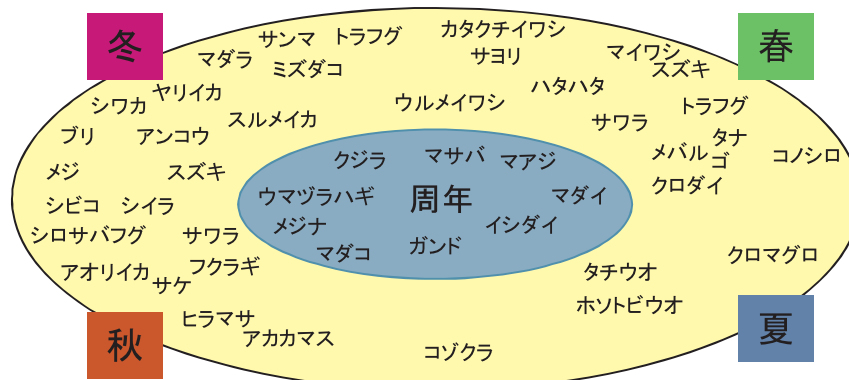 冬
春
カタクチイワシ
サンマ
トラフグ
マダラ
サヨリ
マイワシ
スズキ
ミズダコ
ハタハタ
ヤリイカ
シワカ
ウルメイワシ
トラフグ
スルメイカ
サワラ
ブリ
アンコウ
タナ
ゴ
メバル
コノシロ
クジラ
マサバ
マアジ
メジ
スズキ
クロダイ
ウマヅラハギ
周年
マダイ
シビコ
シイラ
メジナ
イシダイ
シロサバフグ
サワラ
マダコ
ガンド
クロマグロ
アオリイカ
フクラギ
サケ
タチウオ
ホソトビウオ
ヒラマサ
アカカマス
コゾクラ
秋
夏